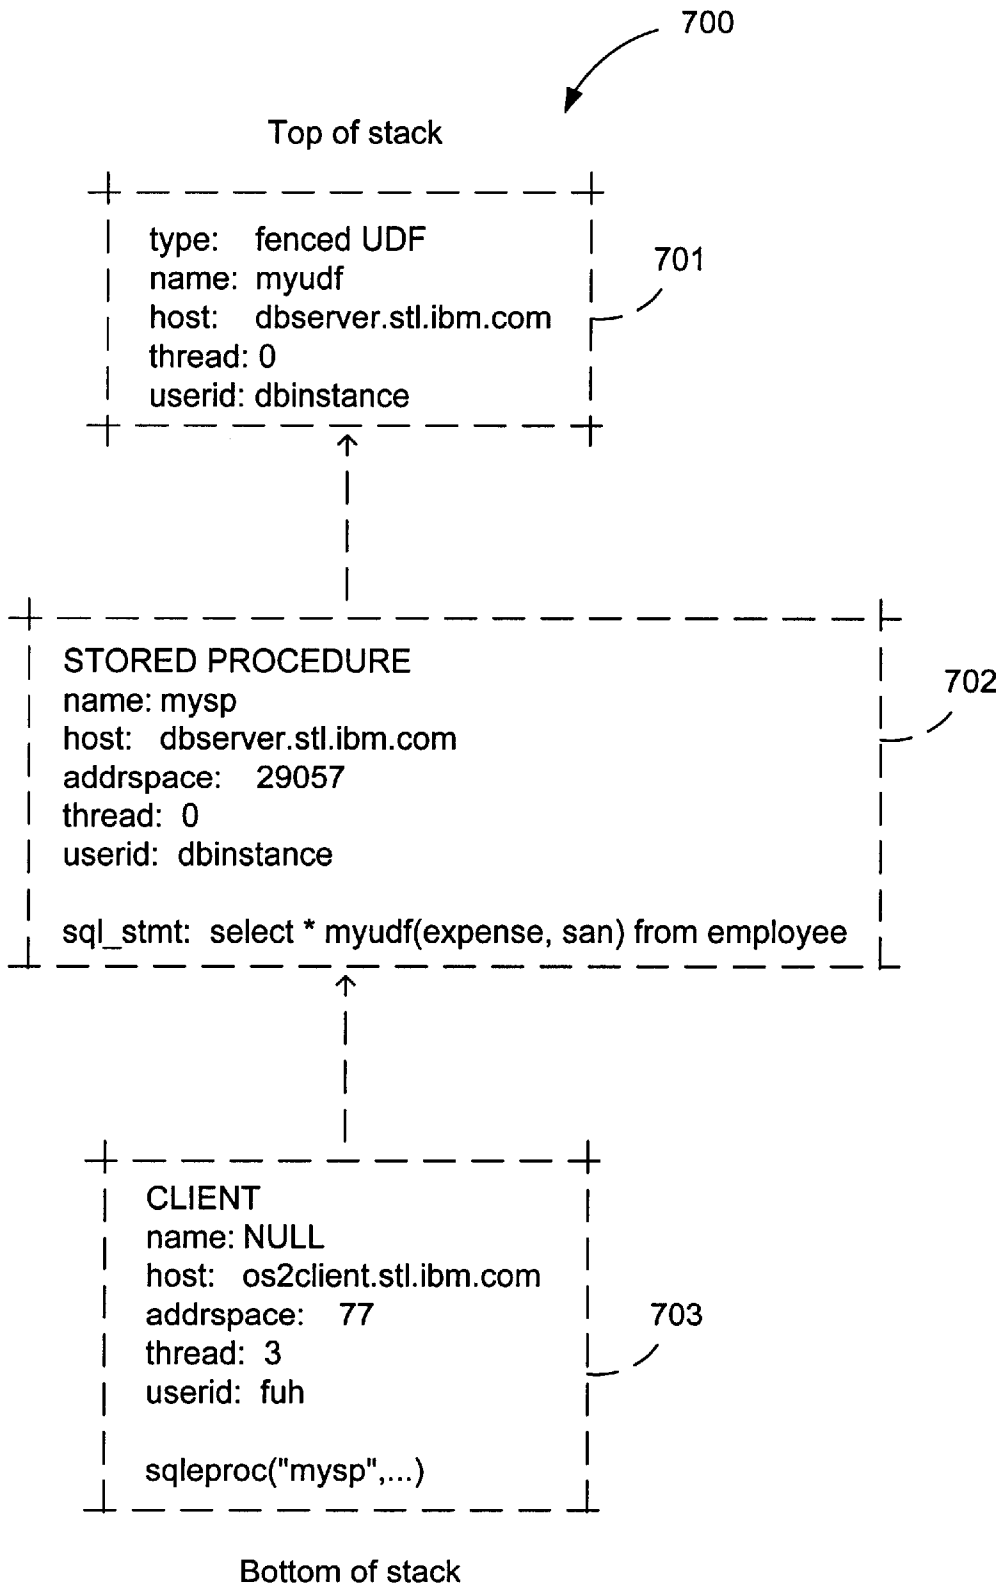 700
Top of stack
type: fenced UDF
name: myudf
host: dbserver.stl.ibm.com
thread: 0
userid: dbinstance
701
STORED PROCEDURE
name: mysp
host: dbserver.stl.ibm.com
addrspace: 29057
thread: 0
userid: dbinstance
sql_stmt: select * myudf(expense, san) from employee
702
CLIENT
name: NULL
host: os2client.stl.ibm.com
addrspace: 77
thread: 3
userid: fuh
sqleproc("mysp",...)
703
Bottom of stack